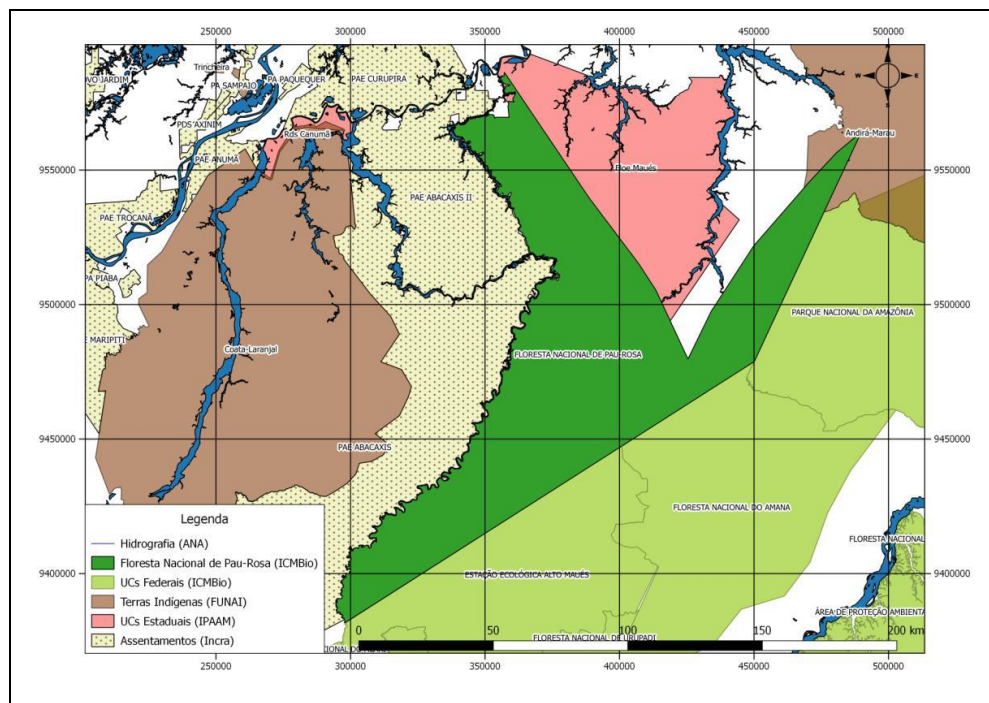 250000 300000 350000 400000 450000 500000
Trincheira
VO JARDIM
PA PAQUEQUER
PAE CURUPIRA
PA SAMPAIO
PDS AXINIM
Rds Canumã
Andirá-Marau
PAE ANUMÃ
Floe Maués
9550000
9550000
PAE ABACAXIS II
PAE TROCANÃ
PA PIABA
9500000
9500000
PARQUE NACIONAL DA AMAZÔNIA
E MARIPITI
Coata-Laranjal
FLORESTA NACIONAL DE PAU-ROSA
9450000
9450000
PAE ABACAXIS
FLORESTA NACIONAL DO AMANA
FLORESTA NACIONAL
9400000
ESTAÇÃO ECOLÓGICA ALTO MAUÉS
9400000
ÁREA DE PROTEÇÃO AMBIENTA
FLORESTA NACIONAL DE URUPADI
Legenda
Hidrografia (ANA)
Floresta Nacional de Pau-Rosa (ICMBio)
UCs Federais (ICMBio)
Terras Indígenas (FUNAI)
UCs Estaduais (IPAAM)
Assentamentos (Incra)
0 50 100 150 200 km
N
W E
S
250000 300000 350000 400000 450000 500000